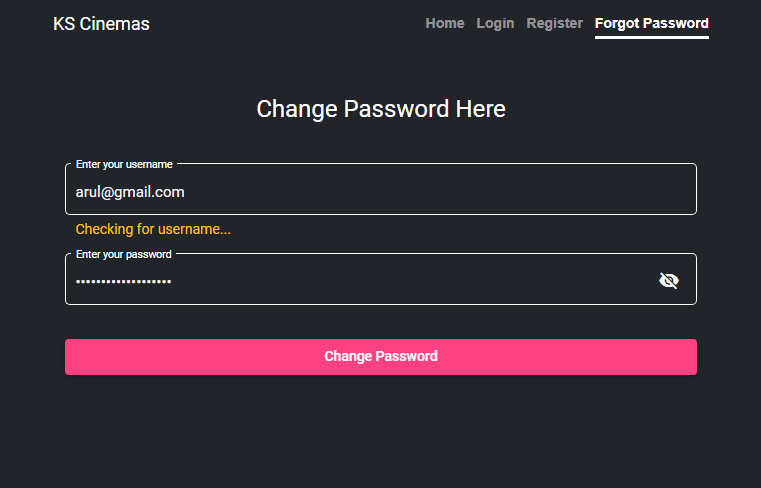 KS Cinemas
Home Login Register Forgot Password
Change Password Here
Enter your username
arul@gmail.com
Checking for username...
Enter your password
•••••••••••••••••••
Change Password